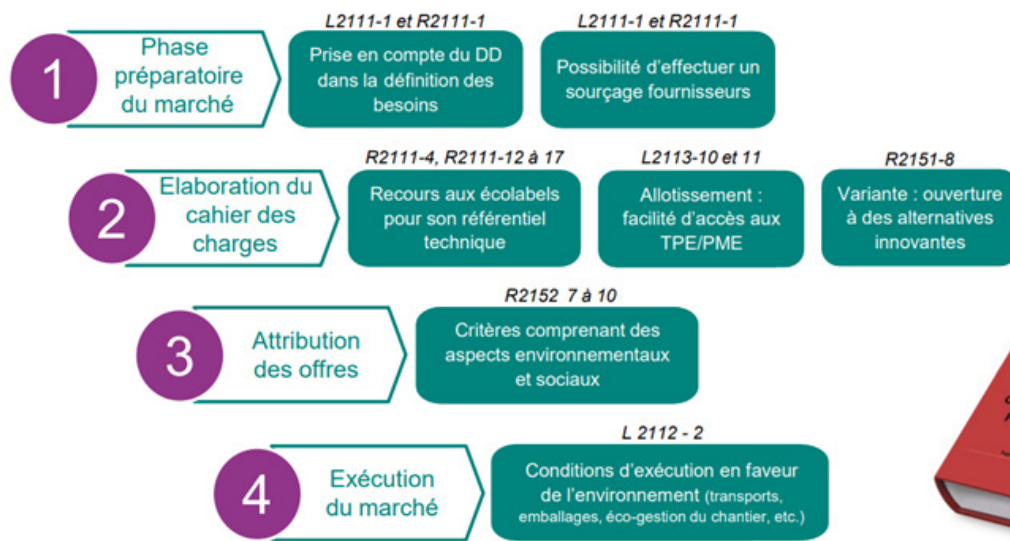 L2111-1 et R2111-1
L2111-1 et R2111-1
1
Phase
préparatoire
du marché
Prise en compte du DD
dans la définition des
besoins
Possibilité d'effectuer un
sourçage fournisseurs
R2111-4, R2111-12 à 17
L2113-10 et 11
R2151-8
2
Elaboration du
cahier des
charges
Recours aux écolabels
pour son référentiel
technique
Allotissement :
facilité d'accès aux
TPE/PME
Variante : ouverture
à des alternatives
innovantes
R2152 7 à 10
3
Attribution
des offres
Critères comprenant des
aspects environnementaux
et sociaux
L 2112 - 2
4
Exécution
du marché
Conditions d'exécution en faveur
de l'environnement (transports,
emballages, éco-gestion du chantier, etc.)